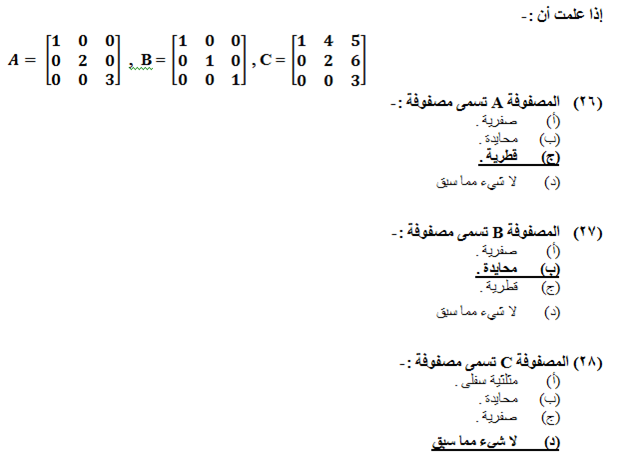 إذا علمت أن :-
A = [1 0 0; 0 2 0; 0 0 3] , B = [1 0 0; 0 1 0; 0 0 1] , C = [1 4 5; 0 2 6; 0 0 3]
(٢٦) المصفوفة A تسمى مصفوفة :-
(أ) صفرية .
(ب) محايدة .
(ج) قطرية .
(د) لا شيء مما سبق
(٢٧) المصفوفة B تسمى مصفوفة :-
(أ) صفرية .
(ب) محايدة .
(ج) قطرية .
(د) لا شيء مما سبق
(٢٨) المصفوفة C تسمى مصفوفة :-
(أ) مثلثية سفلى .
(ب) محايدة .
(ج) صفرية .
(د) لا شيء مما سبق